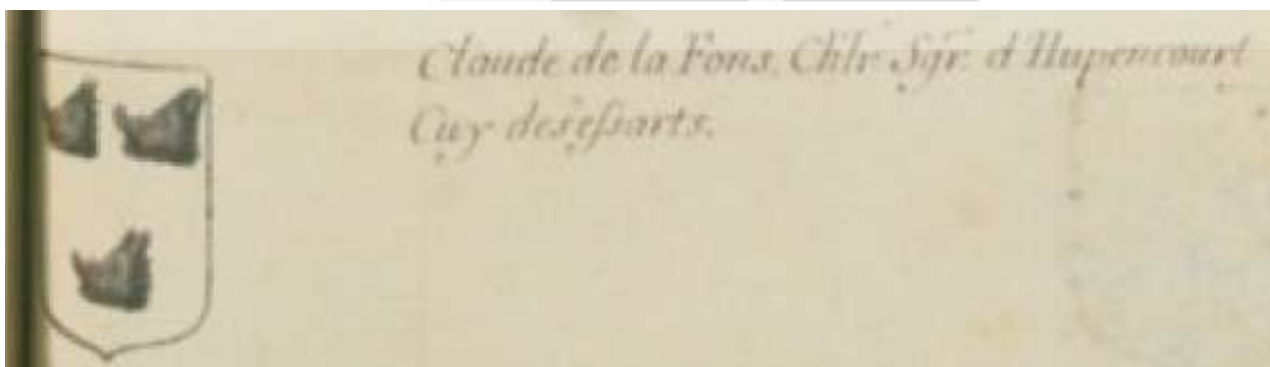 Claude de la Fons, Chlr Sgr. d'Hupencourt
Cuy desessarts.